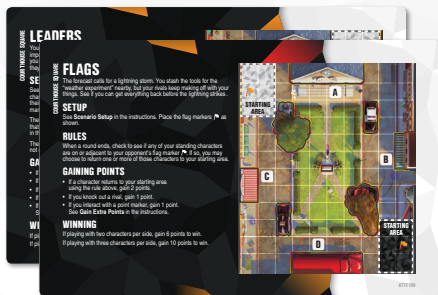 LEADERS
COURTHOUSE SQUARE
FLAGS
COURTHOUSE SQUARE
The forecast calls for a lightning storm. You stash the tools for the
"weather experiment" nearby, but your rivals keep making off with your
things. See if you can get everything back before the lightning strikes.
SETUP
See Scenario Setup in the instructions. Place the flag markers as
shown.
RULES
When a round ends, check to see if any of your standing characters
are on or adjacent to your opponent's flag marker. If so, you may
choose to return one or more of those characters to your starting area.
GAINING POINTS
• If a character returns to your starting area
using the rule above, gain 2 points.
• If you knock out a rival, gain 1 point.
• If you interact with a point marker, gain 1 point.
See Gain Extra Points in the instructions.
WINNING
If playing with two characters per side, gain 6 points to win.
If playing with three characters per side, gain 10 points to win.
STARTING
AREA
A
B
C
D
STARTING
AREA